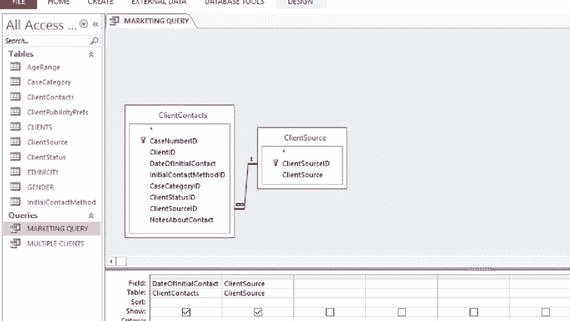 FILE HOME CREATE EXTERNAL DATA DATABASE TOOLS DESIGN
All Access ...
MARKETING QUERY
Search...
Tables
AgeRange
CaseCategory
ClientContacts
ClientPublicityPrefs
CLIENTS
ClientSource
ClientStatus
ETHNICITY
GENDER
InitialContactMethod
Queries
MARKETING QUERY
MULTIPLE CLIENTS
ClientContacts
*
CaseNumberID
ClientID
DateOfInitialContact
InitialContactMethodID
CaseCategoryID
ClientStatusID
ClientSourceID
NotesAboutContact
1
∞
ClientSource
*
ClientSourceID
ClientSource
Field: DateOfInitialContact ClientSource
Table: ClientContacts ClientSource
Sort:
Show:
Criteria: